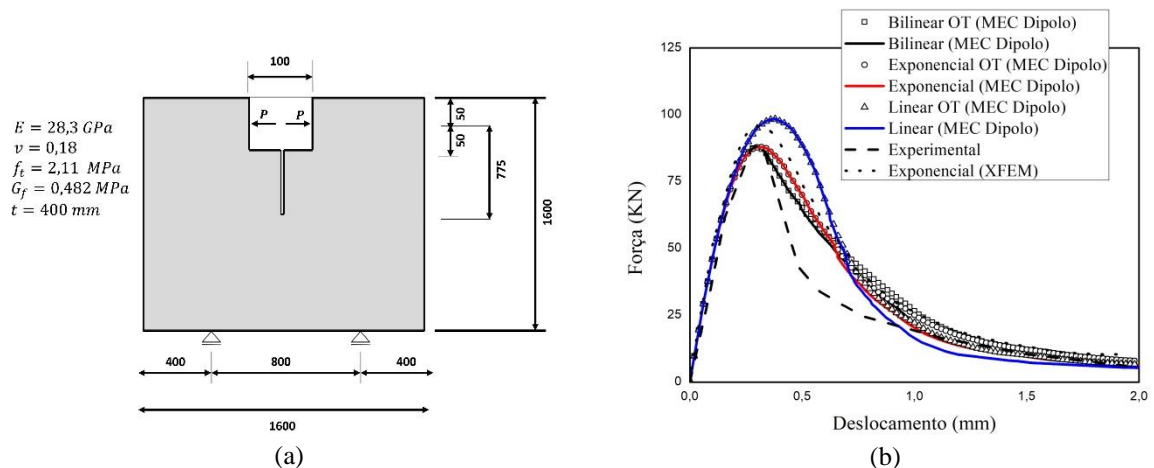 100
P P
50
50
775
1600
E = 28,3 GPa
v = 0,18
f_t = 2,11 MPa
G_f = 0,482 MPa
t = 400 mm
400
800
400
1600
(a)
Bilinear OT (MEC Dipolo)
Bilinear (MEC Dipolo)
Exponencial OT (MEC Dipolo)
Exponencial (MEC Dipolo)
Linear OT (MEC Dipolo)
Linear (MEC Dipolo)
Experimental
Exponencial (XFEM)
Força (KN)
125
100
75
50
25
0
0,0 0,5 1,0 1,5 2,0
Deslocamento (mm)
(b)